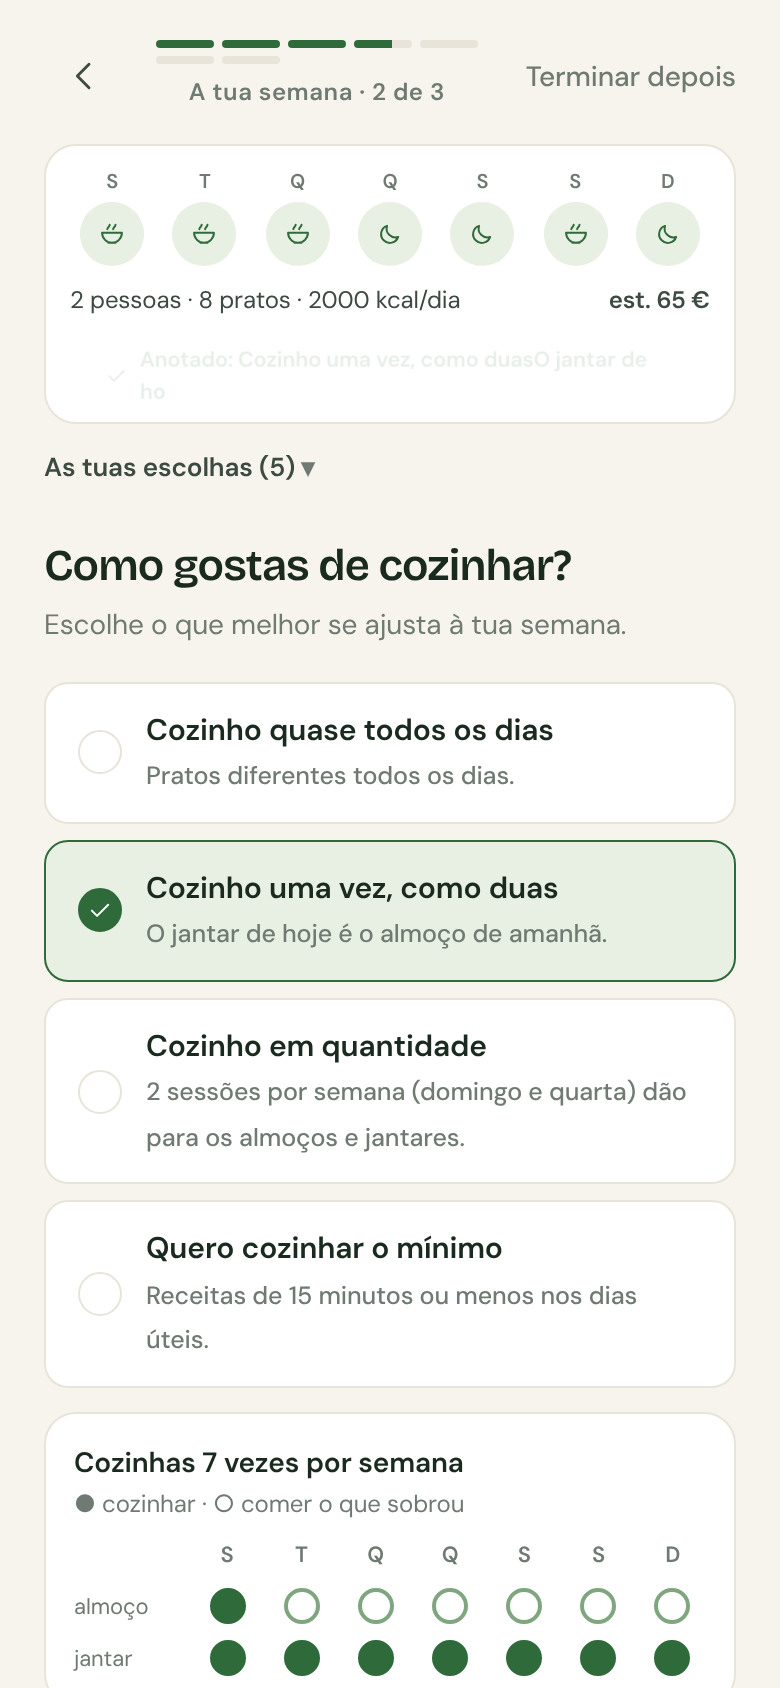 A tua semana · 2 de 3
Terminar depois
S T Q Q S S D
2 pessoas · 8 pratos · 2000 kcal/dia
est. 65 €
Anotado: Cozinho uma vez, como duasO jantar de
ho
As tuas escolhas (5) ▼
Como gostas de cozinhar?
Escolhe o que melhor se ajusta à tua semana.
Cozinho quase todos os dias
Pratos diferentes todos os dias.
Cozinho uma vez, como duas
O jantar de hoje é o almoço de amanhã.
Cozinho em quantidade
2 sessões por semana (domingo e quarta) dão
para os almoços e jantares.
Quero cozinhar o mínimo
Receitas de 15 minutos ou menos nos dias
úteis.
Cozinhas 7 vezes por semana
cozinhar · comer o que sobrou
S T Q Q S S D
almoço
jantar